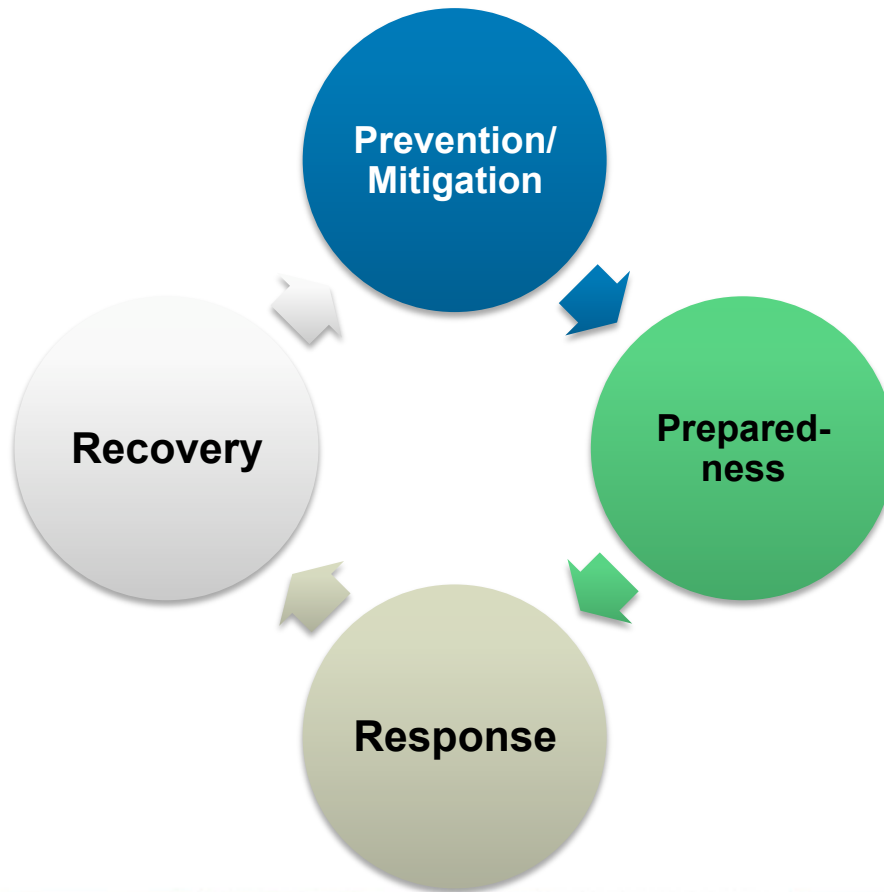 Prevention/
Mitigation
Prepared-
ness
Response
Recovery